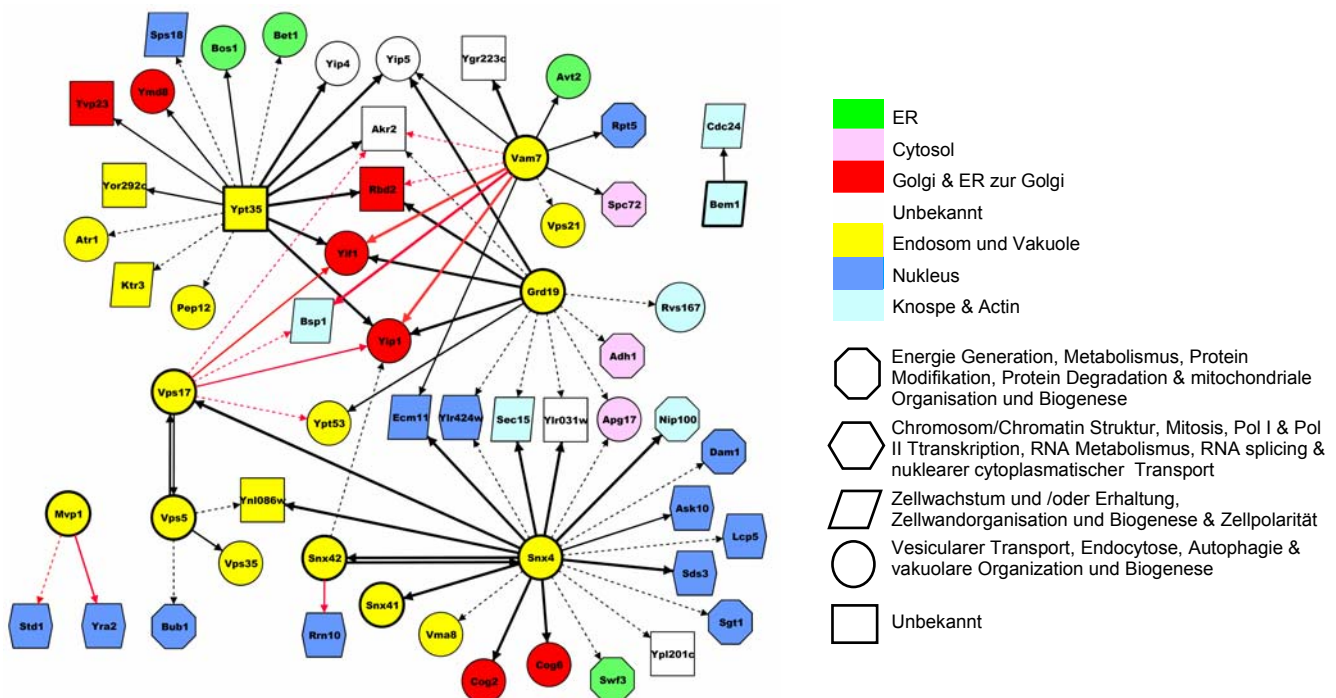 Sps18
Bos1
Bet1
Yip4
Yip5
Ygr223c
Avt2
Tvp23
Ymd8
Akr2
Rpt5
Cdc24
Vam7
Yor292c
Ypt35
Rbd2
Spc72
Bem1
Atr1
Vps21
Yif1
Ktr3
Pep12
Grd19
Rvs167
Bsp1
Yip1
Adh1
Vps17
Ypt53
Ecm11
Ylr424w
Sec15
Ylr031w
Apg17
Nip100
Dam1
Mvp1
Vps5
Ynl086w
Ask10
Lcp5
Vps35
Snx42
Snx4
Sds3
Std1
Yra2
Bub1
Rrn10
Snx41
Vma8
Sgt1
Cog2
Cog6
Swf3
Ypl201c
ER
Cytosol
Golgi & ER zur Golgi
Unbekannt
Endosom und Vakuole
Nukleus
Knospe & Actin
Energie Generation, Metabolismus, Protein
Modifikation, Protein Degradation & mitochondriale
Organisation und Biogenese
Chromosom/Chromatin Struktur, Mitosis, Pol I & Pol
II Ttranskription, RNA Metabolismus, RNA splicing &
nuklearer cytoplasmatischer Transport
Zellwachstum und /oder Erhaltung,
Zellwandorganisation und Biogenese & Zellpolarität
Vesicularer Transport, Endocytose, Autophagie &
vakuolare Organization und Biogenese
Unbekannt